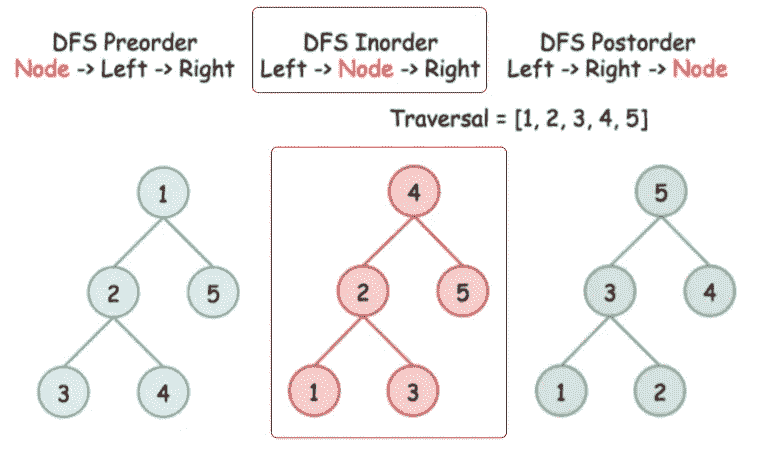 DFS Preorder
Node -> Left -> Right
DFS Inorder
Left -> Node -> Right
DFS Postorder
Left -> Right -> Node
Traversal = [1, 2, 3, 4, 5]
1
2 5
3 4
4
2 5
1 3
5
3 4
1 2